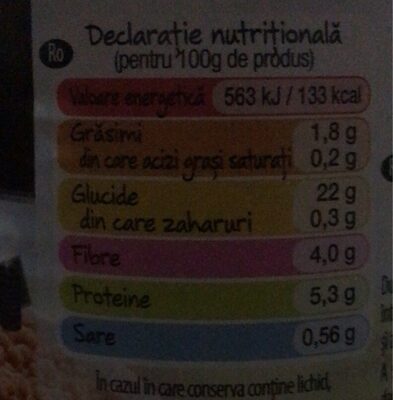 Ro
Declarație nutrițională
(pentru 100g de produs)
Valoare energetică 563 kJ / 133 kcal
Grăsimi 1,8 g
din care acizi grași saturați 0,2 g
Glucide 22 g
din care zaharuri 0,3 g
Fibre 4,0 g
Proteine 5,3 g
Sare 0,56 g
În cazul în care conserva conține lichid,